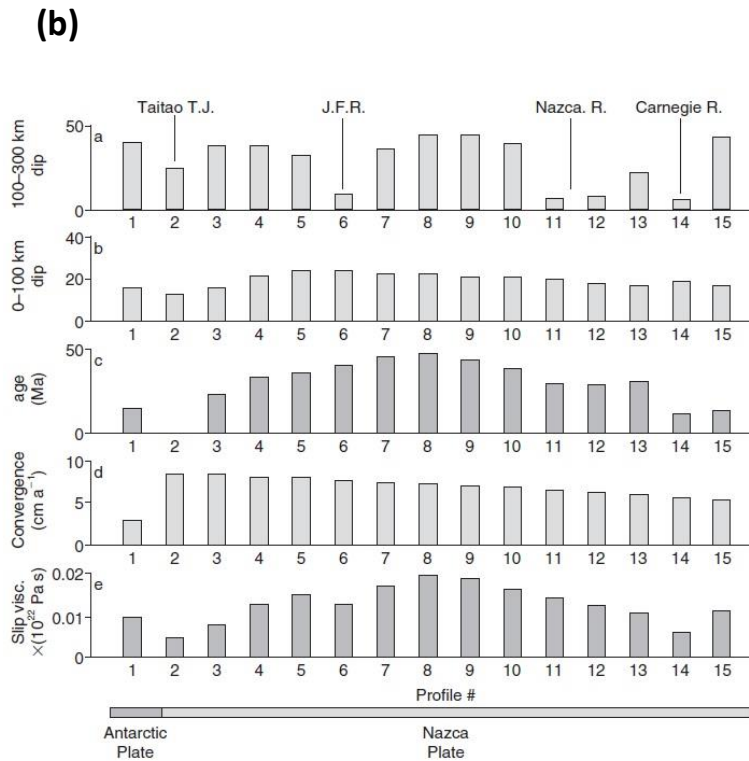 (b)
Taitao T.J. J.F.R. Nazca. R. Carnegie R.
100–300 km
dip
50
0
a
1 2 3 4 5 6 7 8 9 10 11 12 13 14 15
0–100 km
dip
40
20
0
b
1 2 3 4 5 6 7 8 9 10 11 12 13 14 15
age
(Ma)
50
0
c
1 2 3 4 5 6 7 8 9 10 11 12 13 14 15
Convergence
(cm a⁻¹)
10
5
0
d
1 2 3 4 5 6 7 8 9 10 11 12 13 14 15
Slip visc.
×(10²² Pa s)
0.02
0.01
0
e
1 2 3 4 5 6 7 8 9 10 11 12 13 14 15
Profile #
Antarctic
Plate
Nazca
Plate